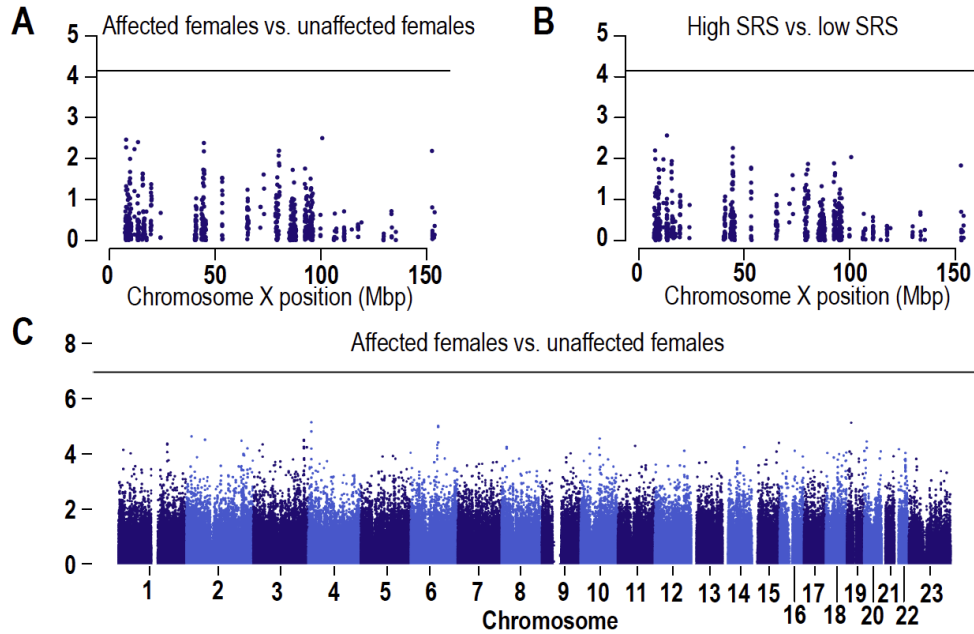 A Affected females vs. unaffected females
5
4
3
2
1
0
0 50 100 150
Chromosome X position (Mbp)
B High SRS vs. low SRS
5
4
3
2
1
0
0 50 100 150
Chromosome X position (Mbp)
C Affected females vs. unaffected females
8
6
4
2
0
1 2 3 4 5 6 7 8 9 10 11 12 13 14 15 16 17 18 19 20 21 22 23
Chromosome